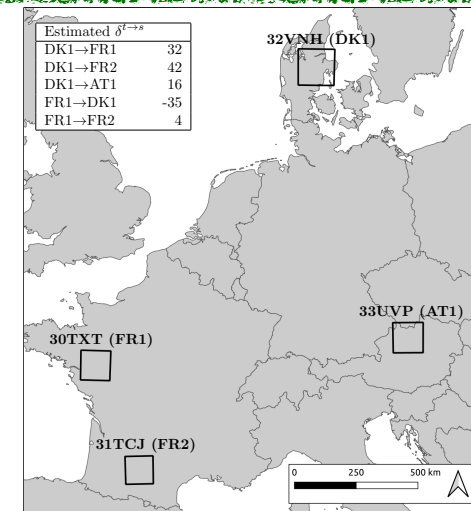 Estimated δ^{t→s}
DK1→FR1 32
DK1→FR2 42
DK1→AT1 16
FR1→DK1 -35
FR1→FR2 4
32VNH (DK1)
33UVP (AT1)
30TXT (FR1)
31TCJ (FR2)
0 250 500 km